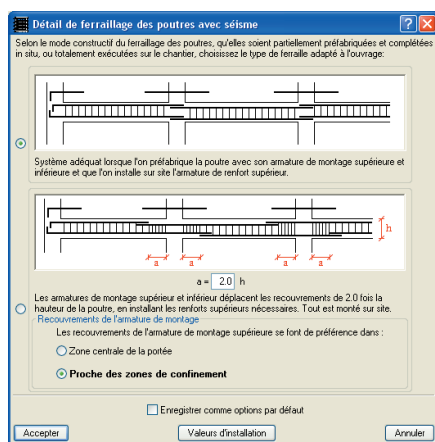 Détail de ferraillage des poutres avec séisme
Selon le mode constructif du ferraillage des poutres, qu'elles soient partiellement préfabriquées et complétées
in situ, ou totalement exécutées sur le chantier, choisissez le type de ferraille adapté à l'ouvrage:
Système adéquat lorsque l'on préfabrique la poutre avec son armature de montage supérieure et
inférieure et que l'on installe sur site l'armature de renfort supérieur.
h
a a a a
a = 2.0 h
Les armatures de montage supérieur et inférieur déplacent les recouvrements de 2.0 fois la
hauteur de la poutre, en installant les renforts supérieurs nécessaires. Tout est monté sur site.
Recouvrements de l'armature de montage
Les recouvrements de l'armature de montage supérieure se font de préférence dans :
Zone centrale de la portée
Proche des zones de confinement
Enregistrer comme options par défaut
Accepter Valeurs d'installation Annuler